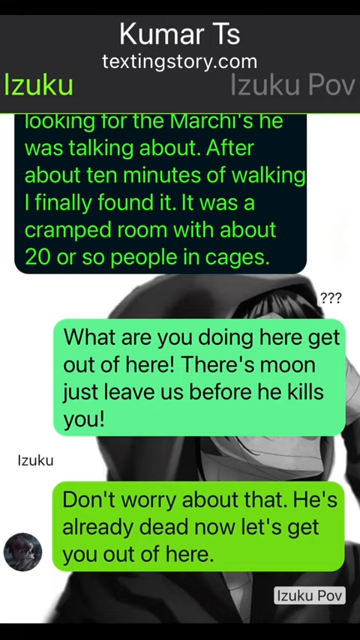 Kumar Ts
textingstory.com
Izuku Izuku Pov
looking for the Marchi's he
was talking about. After
about ten minutes of walking
I finally found it. It was a
cramped room with about
20 or so people in cages.
???
What are you doing here get
out of here! There's moon
just leave us before he kills
you!
Izuku
Don't worry about that. He's
already dead now let's get
you out of here.
Izuku Pov